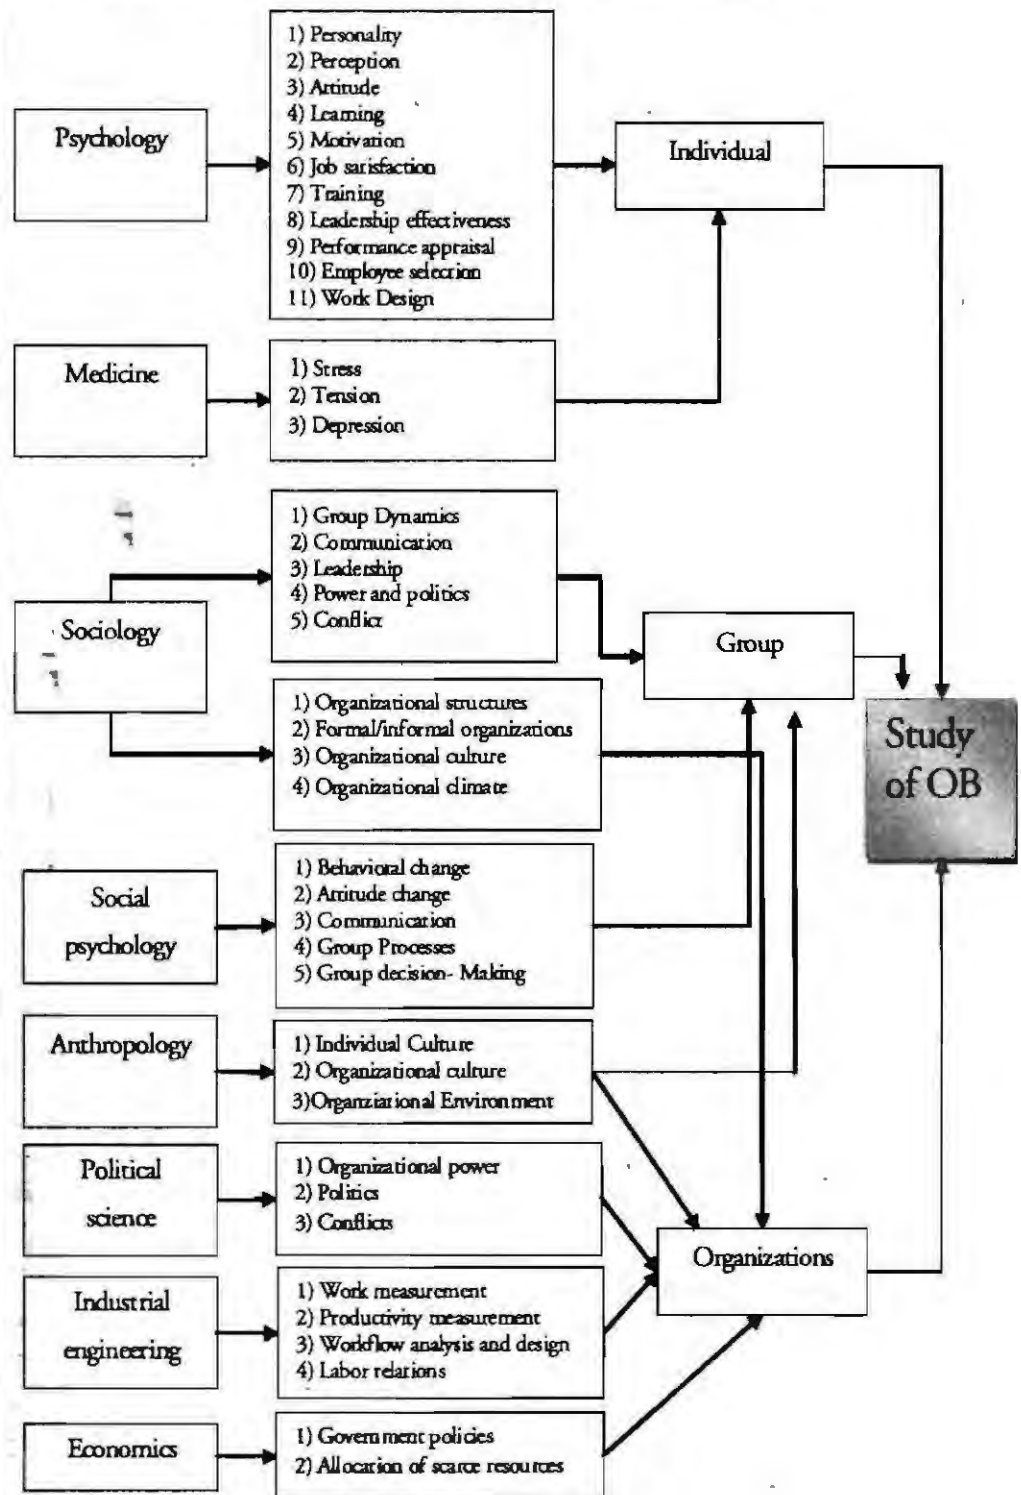 Psychology
1) Personality
2) Perception
3) Attitude
4) Learning
5) Motivation
6) Job satisfaction
7) Training
8) Leadership effectiveness
9) Performance appraisal
10) Employee selection
11) Work Design
Individual
Medicine
1) Stress
2) Tension
3) Depression
Sociology
1) Group Dynamics
2) Communication
3) Leadership
4) Power and politics
5) Conflict
Group
1) Organizational structures
2) Formal/informal organizations
3) Organizational culture
4) Organizational climate
Study
of OB
Social
psychology
1) Behavioral change
2) Attitude change
3) Communication
4) Group Processes
5) Group decision- Making
Anthropology
1) Individual Culture
2) Organizational culture
3)Organziational Environment
Political
science
1) Organizational power
2) Politics
3) Conflicts
Organizations
Industrial
engineering
1) Work measurement
2) Productivity measurement
3) Workflow analysis and design
4) Labor relations
Economics
1) Government policies
2) Allocation of scarce resources